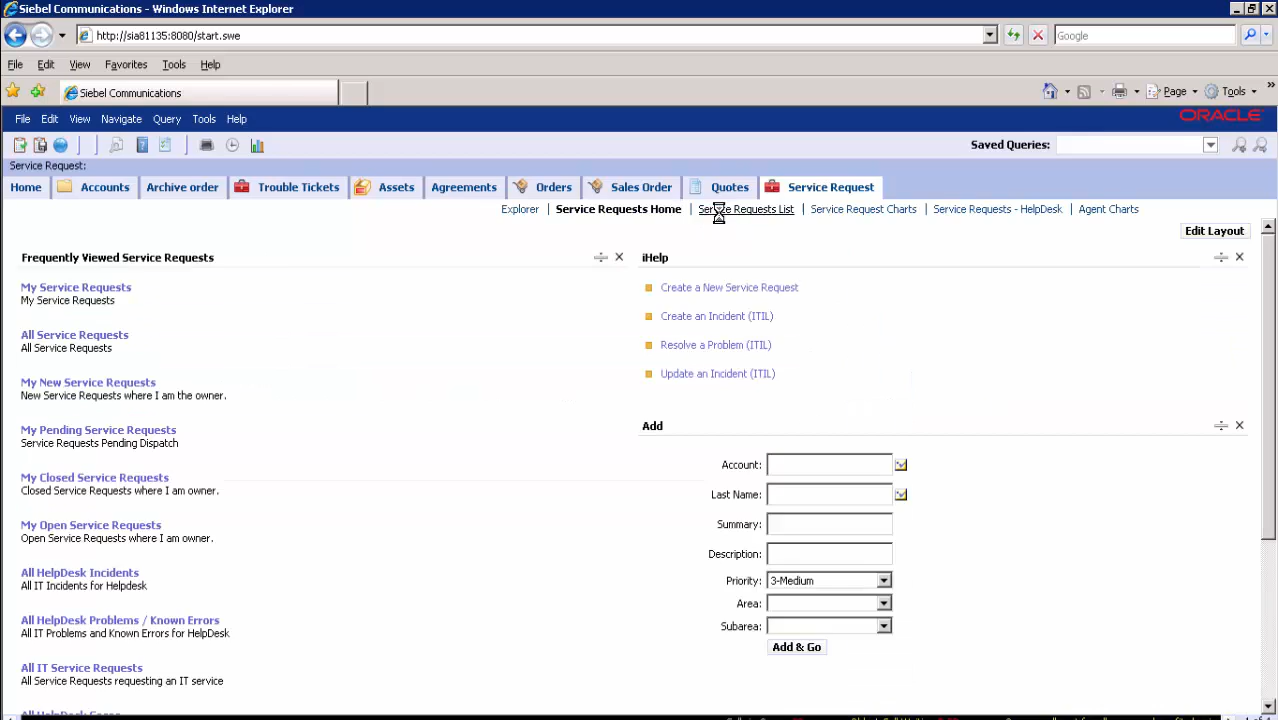 Siebel Communications - Windows Internet Explorer
http://sia81135:8080/start.swe
Google
File Edit View Favorites Tools Help
Siebel Communications
Page Tools
File Edit View Navigate Query Tools Help
ORACLE
Saved Queries:
Service Request:
Home Accounts Archive order Trouble Tickets Assets Agreements Orders Sales Order Quotes Service Request
Explorer Service Requests Home Service Requests List Service Request Charts Service Requests - HelpDesk Agent Charts
Edit Layout
Frequently Viewed Service Requests
My Service Requests
My Service Requests
All Service Requests
All Service Requests
My New Service Requests
New Service Requests where I am the owner.
My Pending Service Requests
Service Requests Pending Dispatch
My Closed Service Requests
Closed Service Requests where I am owner.
My Open Service Requests
Open Service Requests where I am owner.
All HelpDesk Incidents
All IT Incidents for Helpdesk
All HelpDesk Problems / Known Errors
All IT Problems and Known Errors for HelpDesk
All IT Service Requests
All Service Requests requesting an IT service
iHelp
Create a New Service Request
Create an Incident (ITIL)
Resolve a Problem (ITIL)
Update an Incident (ITIL)
Add
Account:
Last Name:
Summary:
Description:
Priority: 3-Medium
Area:
Subarea:
Add & Go